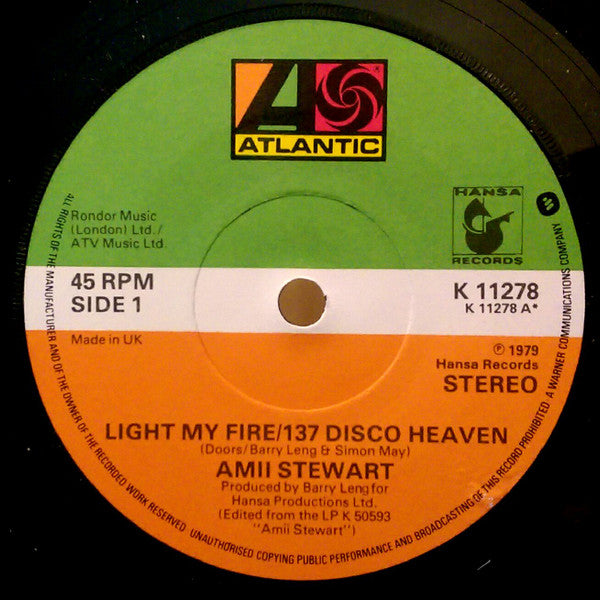 ATLANTIC
Rondor Music
(London) Ltd./
ATV Music Ltd.
HANSA
RECORDS
45 RPM
SIDE 1
K 11278
K 11278 A*
Made in UK
℗ 1979
Hansa Records
STEREO
LIGHT MY FIRE/137 DISCO HEAVEN
(Doors/Barry Leng & Simon May)
AMII STEWART
Produced by Barry Leng for
Hansa Productions Ltd.
(Edited from the LP K 50593
"Amii Stewart")
ALL RIGHTS OF THE MANUFACTURER AND OF THE OWNER OF THE RECORDED WORK RESERVED UNAUTHORISED COPYING PUBLIC PERFORMANCE AND BROADCASTING OF THIS RECORD PROHIBITED A WARNER COMMUNICATIONS COMPANY